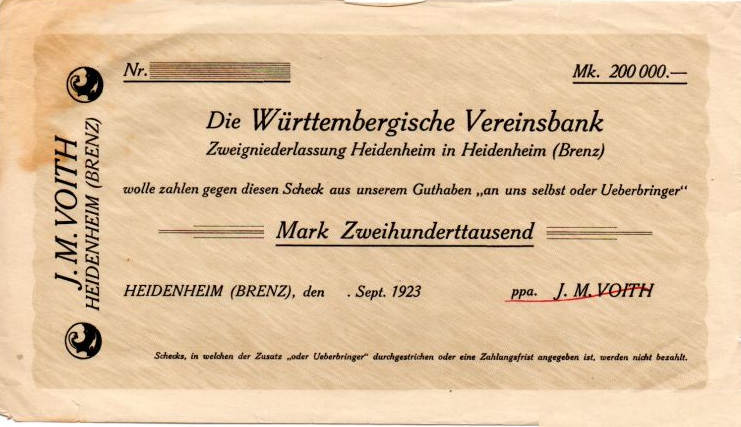 Nr.
Mk. 200 000.—
Die Württembergische Vereinsbank
Zweigniederlassung Heidenheim in Heidenheim (Brenz)
wolle zahlen gegen diesen Scheck aus unserem Guthaben „an uns selbst oder Ueberbringer“
Mark Zweihunderttausend
HEIDENHEIM (BRENZ), den . Sept. 1923
ppa. J. M. VOITH
Schecks, in welchen der Zusatz „oder Ueberbringer“ durchgestrichen oder eine Zahlungsfrist angegeben ist, werden nicht bezahlt.
J. M. VOITH
HEIDENHEIM (BRENZ)